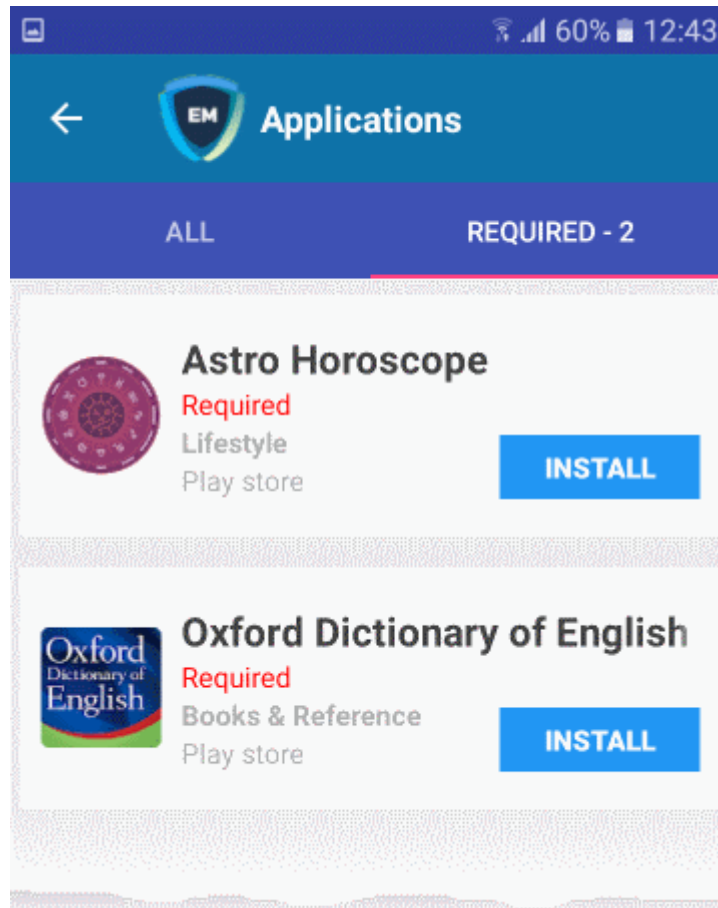 60% 12:43
EM Applications
ALL REQUIRED - 2
Astro Horoscope
Required
Lifestyle
Play store
INSTALL
Oxford
Dictionary of
English
Oxford Dictionary of English
Required
Books & Reference
Play store
INSTALL